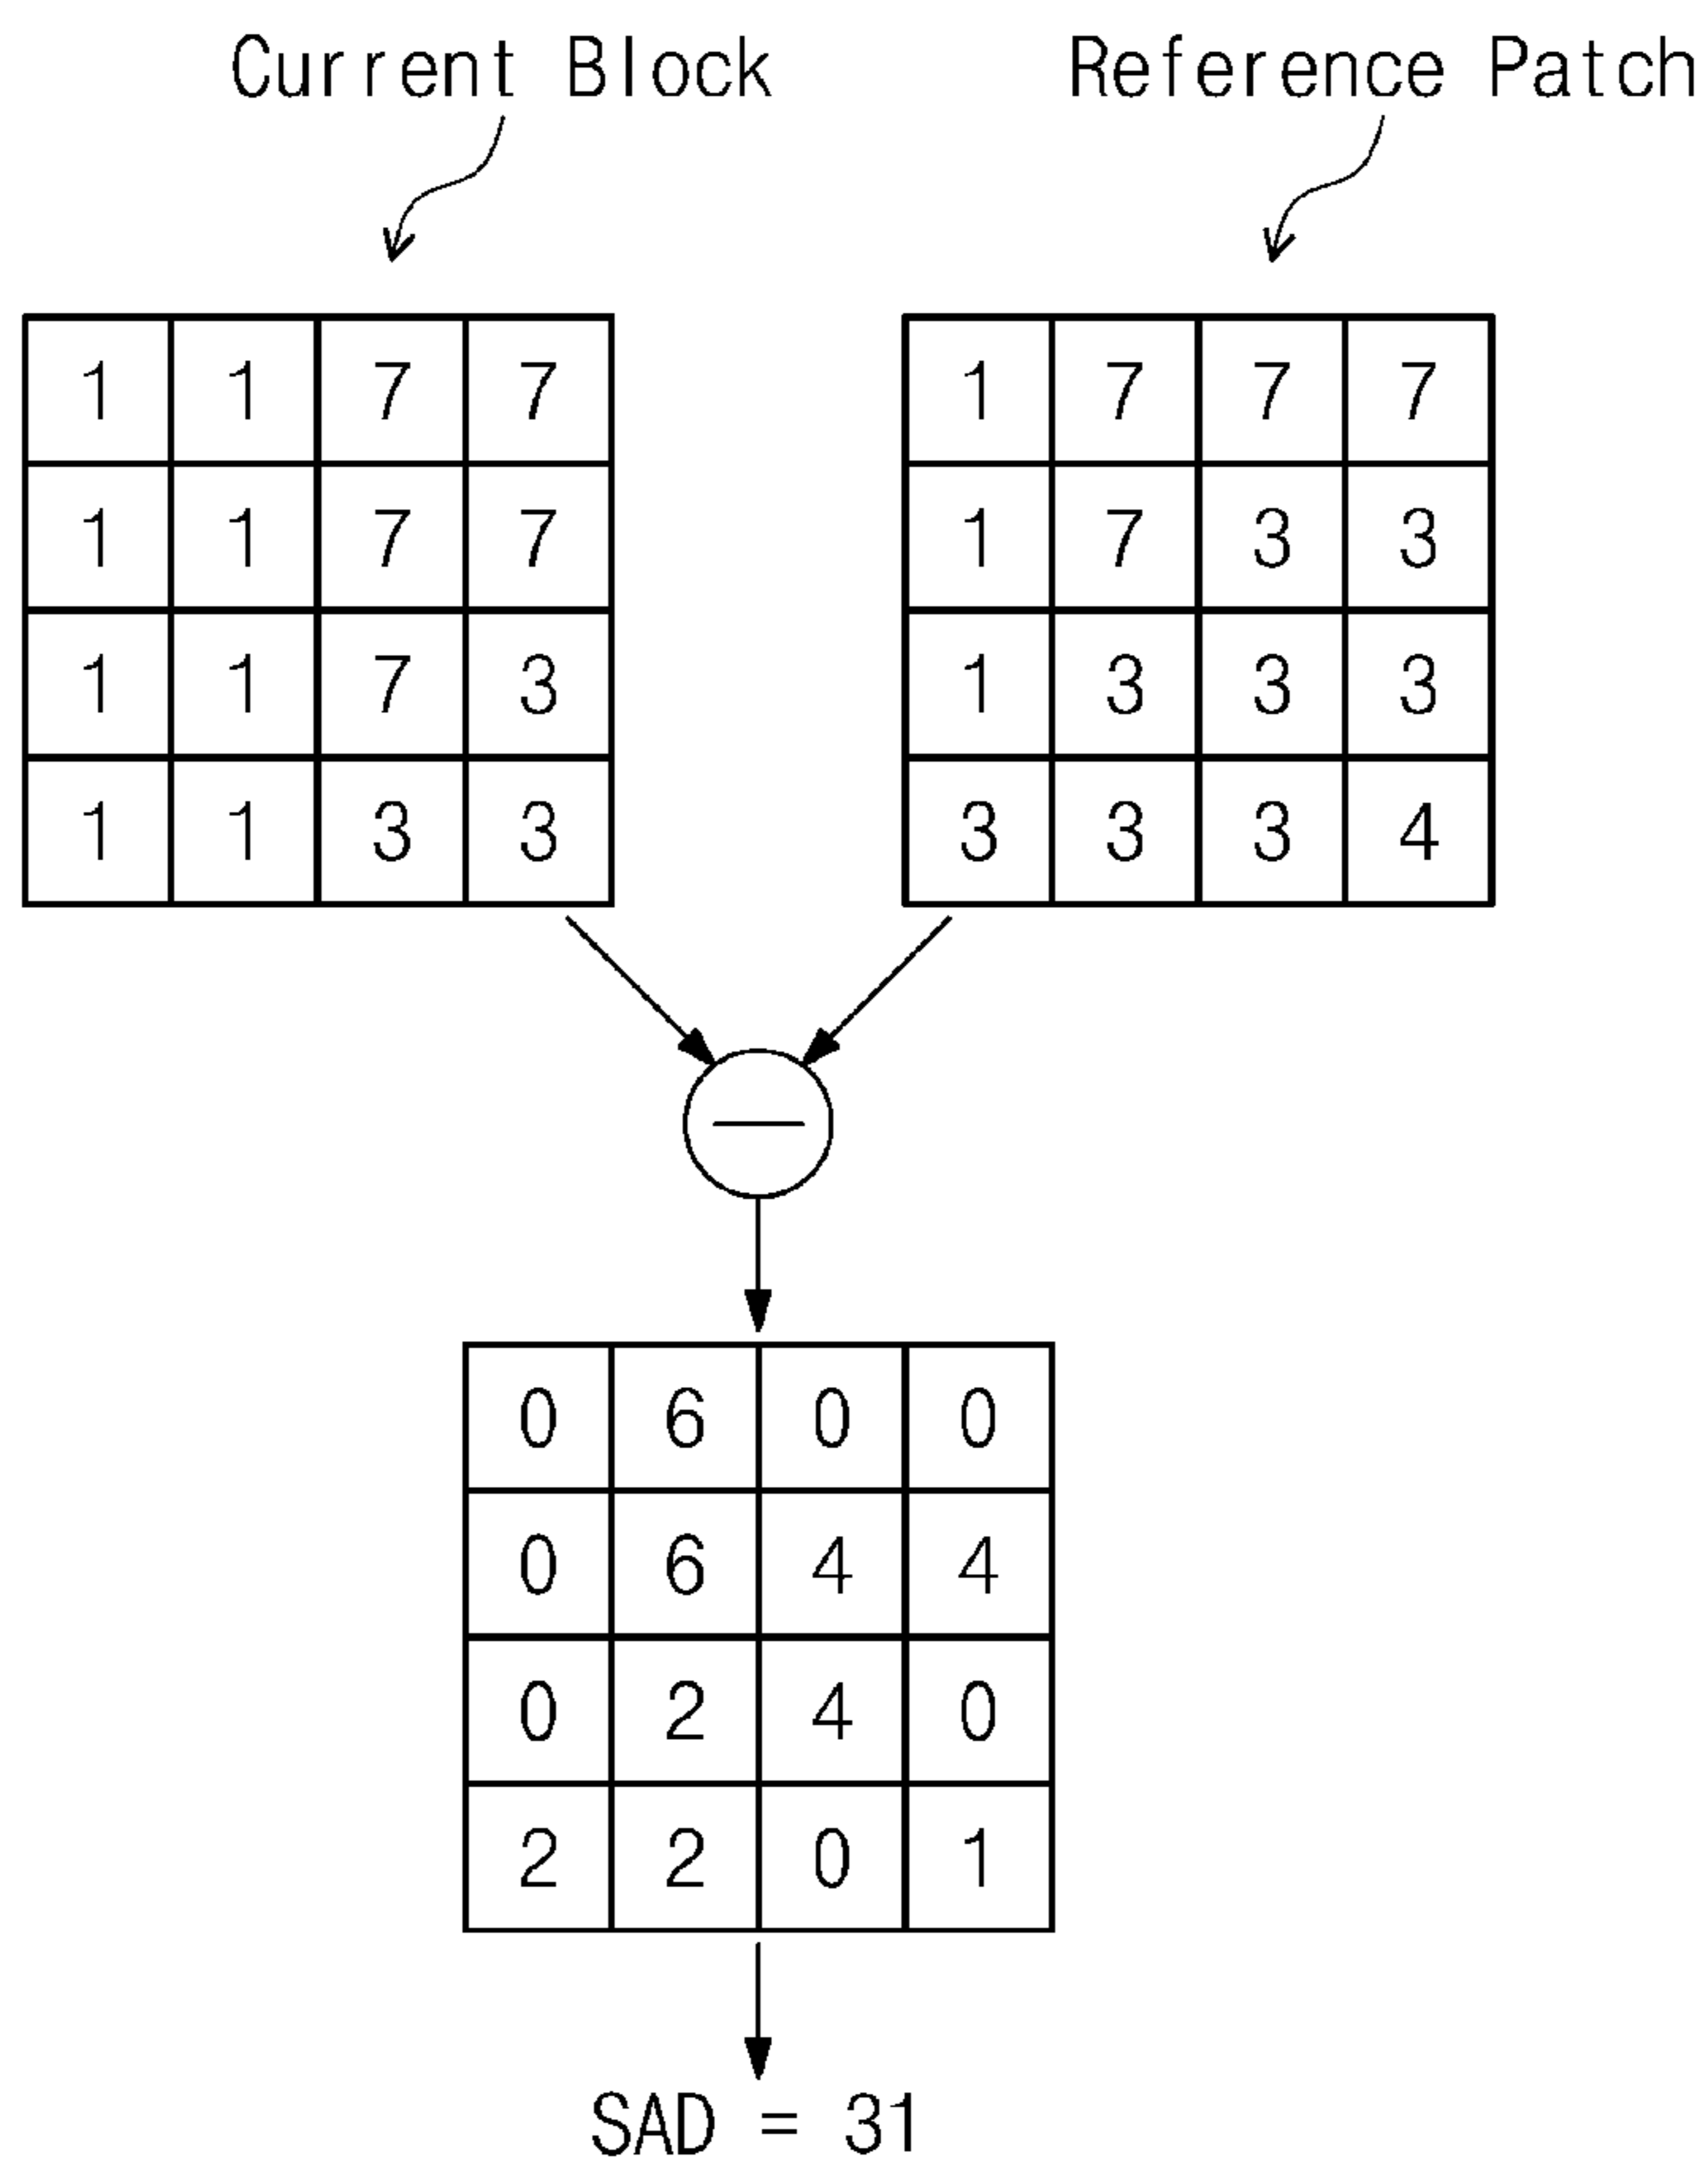 Current Block Reference Patch
1 1 7 7 1 7 7 7
1 1 7 7 1 7 3 3
1 1 7 3 1 3 3 3
1 1 3 3 3 3 3 4
—
0 6 0 0
0 6 4 4
0 2 4 0
2 2 0 1
SAD = 31